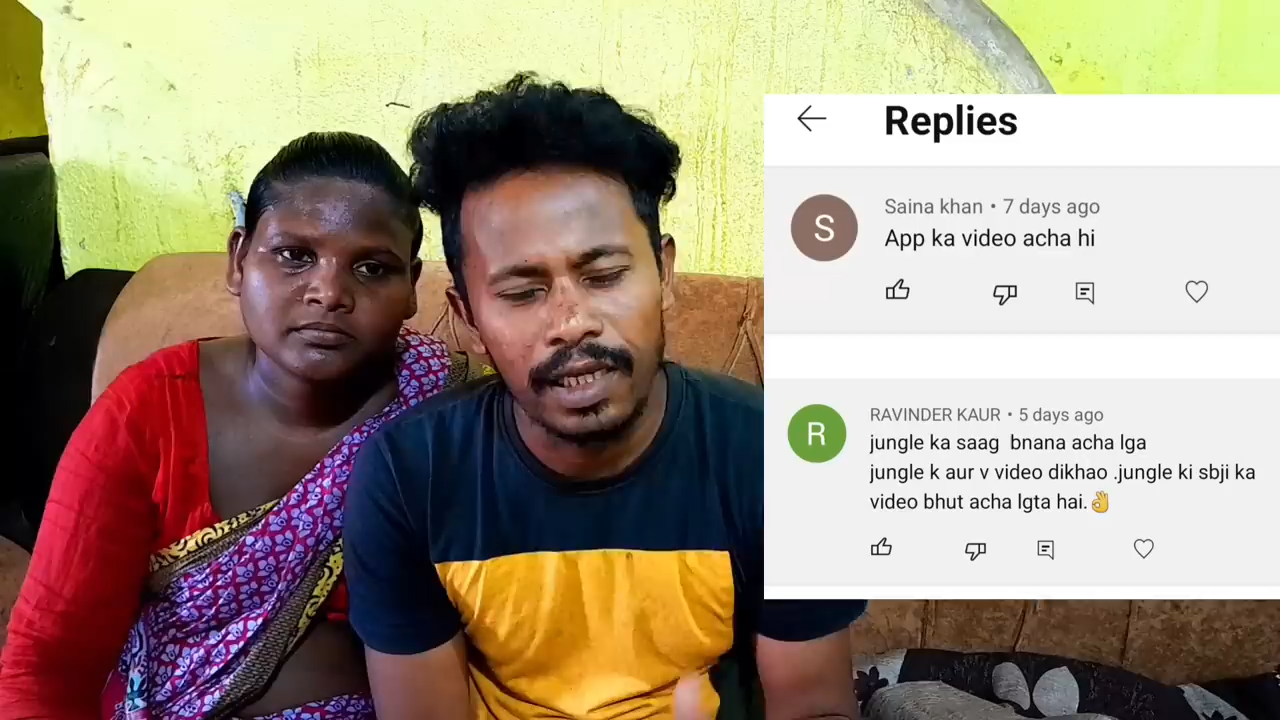 Replies
S
Saina khan • 7 days ago
App ka video acha hi
R
RAVINDER KAUR • 5 days ago
jungle ka saag bnana acha lga
jungle k aur v video dikhao .jungle ki sbji ka
video bhut acha lgta hai.👌